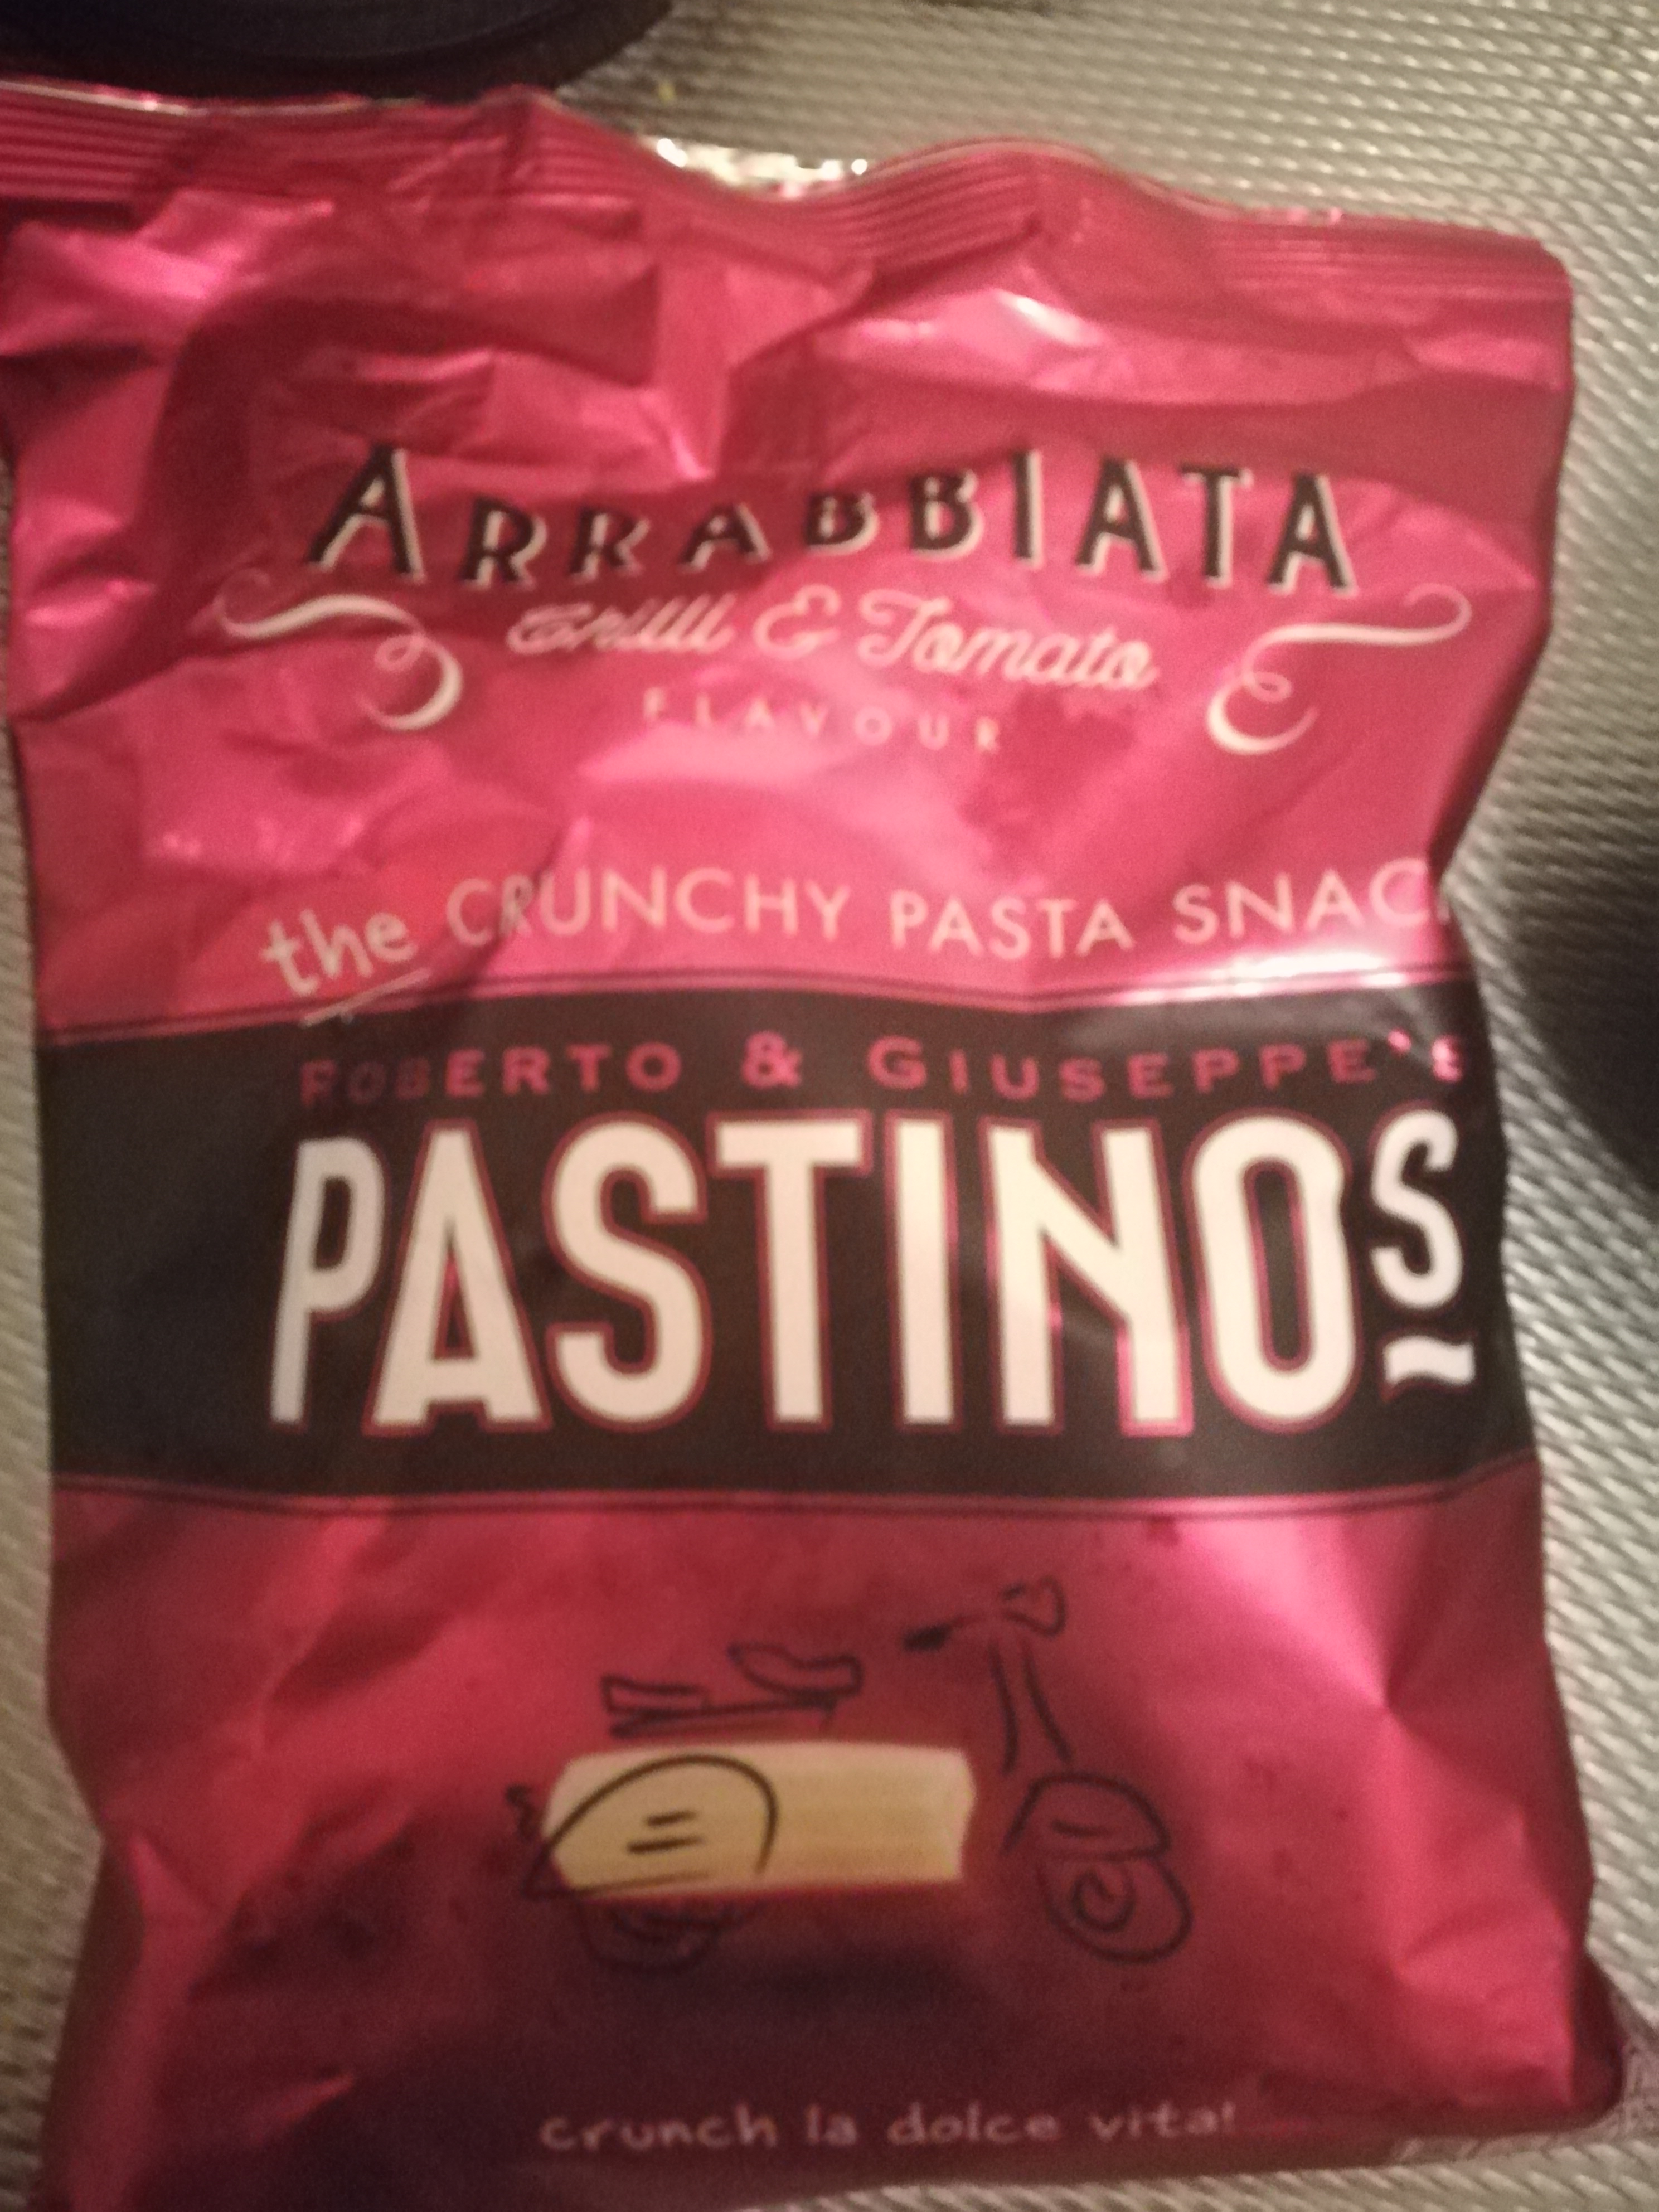 ARRABBIATA
Chilli & Tomato
FLAVOUR
the CRUNCHY PASTA SNACK
ROBERTO & GIUSEPPE'S
PASTINOS
crunch la dolce vita!